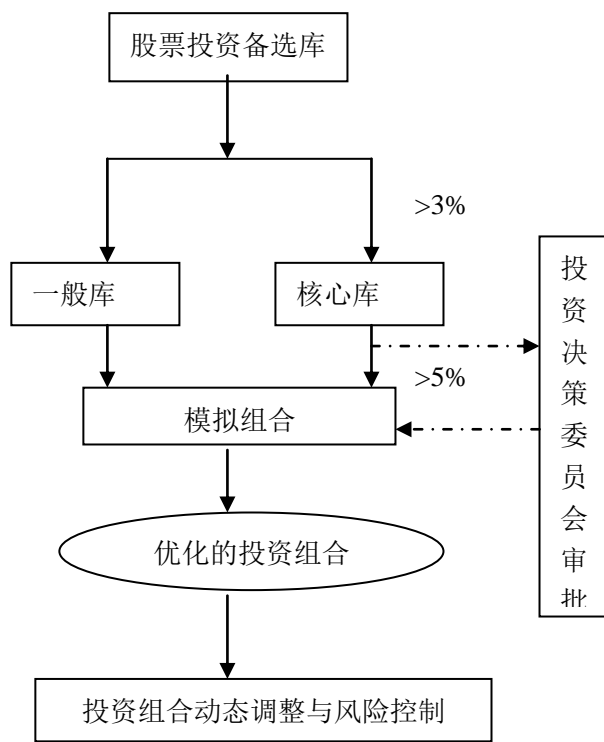 股票投资备选库
>3%
一般库
核心库
>5%
模拟组合
投资决策委员会审批
优化的投资组合
投资组合动态调整与风险控制